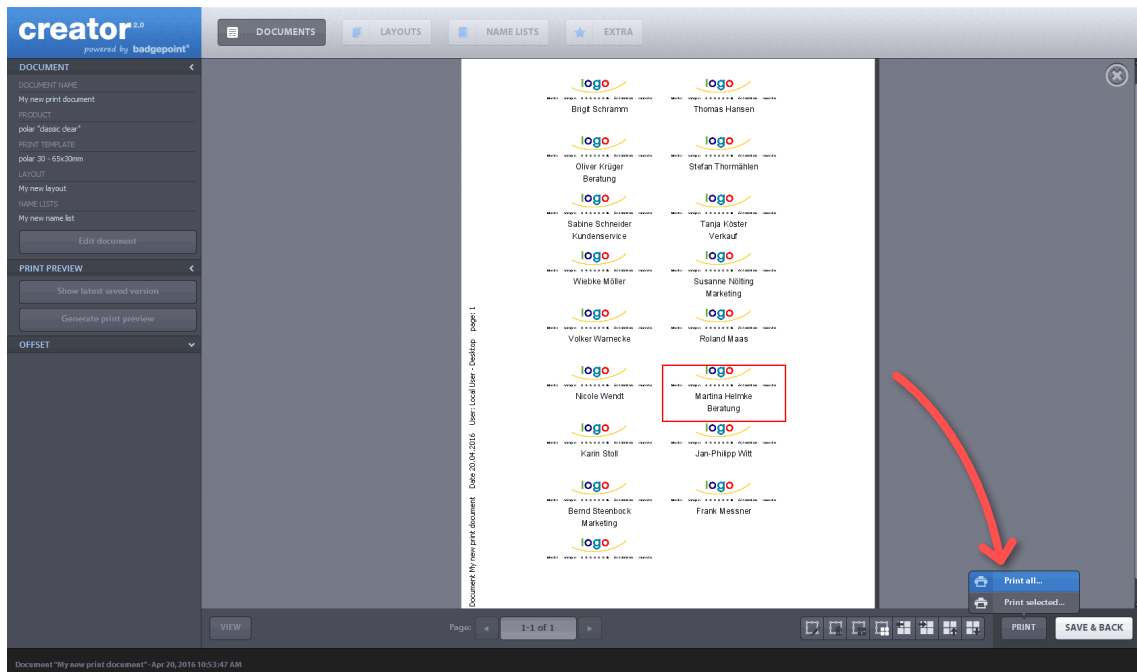 creator 2.0
powered by badgepoint®
DOCUMENTS
LAYOUTS
NAME LISTS
EXTRA
DOCUMENT
DOCUMENT NAME
My new print document
PRODUCT
polar "classic clear"
PRINT TEMPLATE
polar 30 - 65x30mm
LAYOUT
My new layout
NAME LISTS
My new name list
Edit document
PRINT PREVIEW
Show latest saved version
Generate print preview
OFFSET
logo
Brigit Schramm
logo
Thomas Hansen
logo
Oliver Krüger
Beratung
logo
Stefan Thormählen
logo
Sabine Schneider
Kundenservice
logo
Tanja Köster
Verkauf
logo
Wiebke Möller
logo
Susanne Nölting
Marketing
logo
Volker Warnecke
logo
Roland Maas
logo
Nicole Wendt
logo
Martina Helmke
Beratung
logo
Karin Stoll
logo
Jan-Philipp Witt
logo
Bernd Steenbock
Marketing
logo
Frank Messner
logo
Document My new print document Date 20.04.2016 User: Local User - Desktop page: 1
Print all...
Print selected...
VIEW
Page:
1-1 of 1
PRINT
SAVE & BACK
Document "My new print document" - Apr 20, 2016 10:53:47 AM